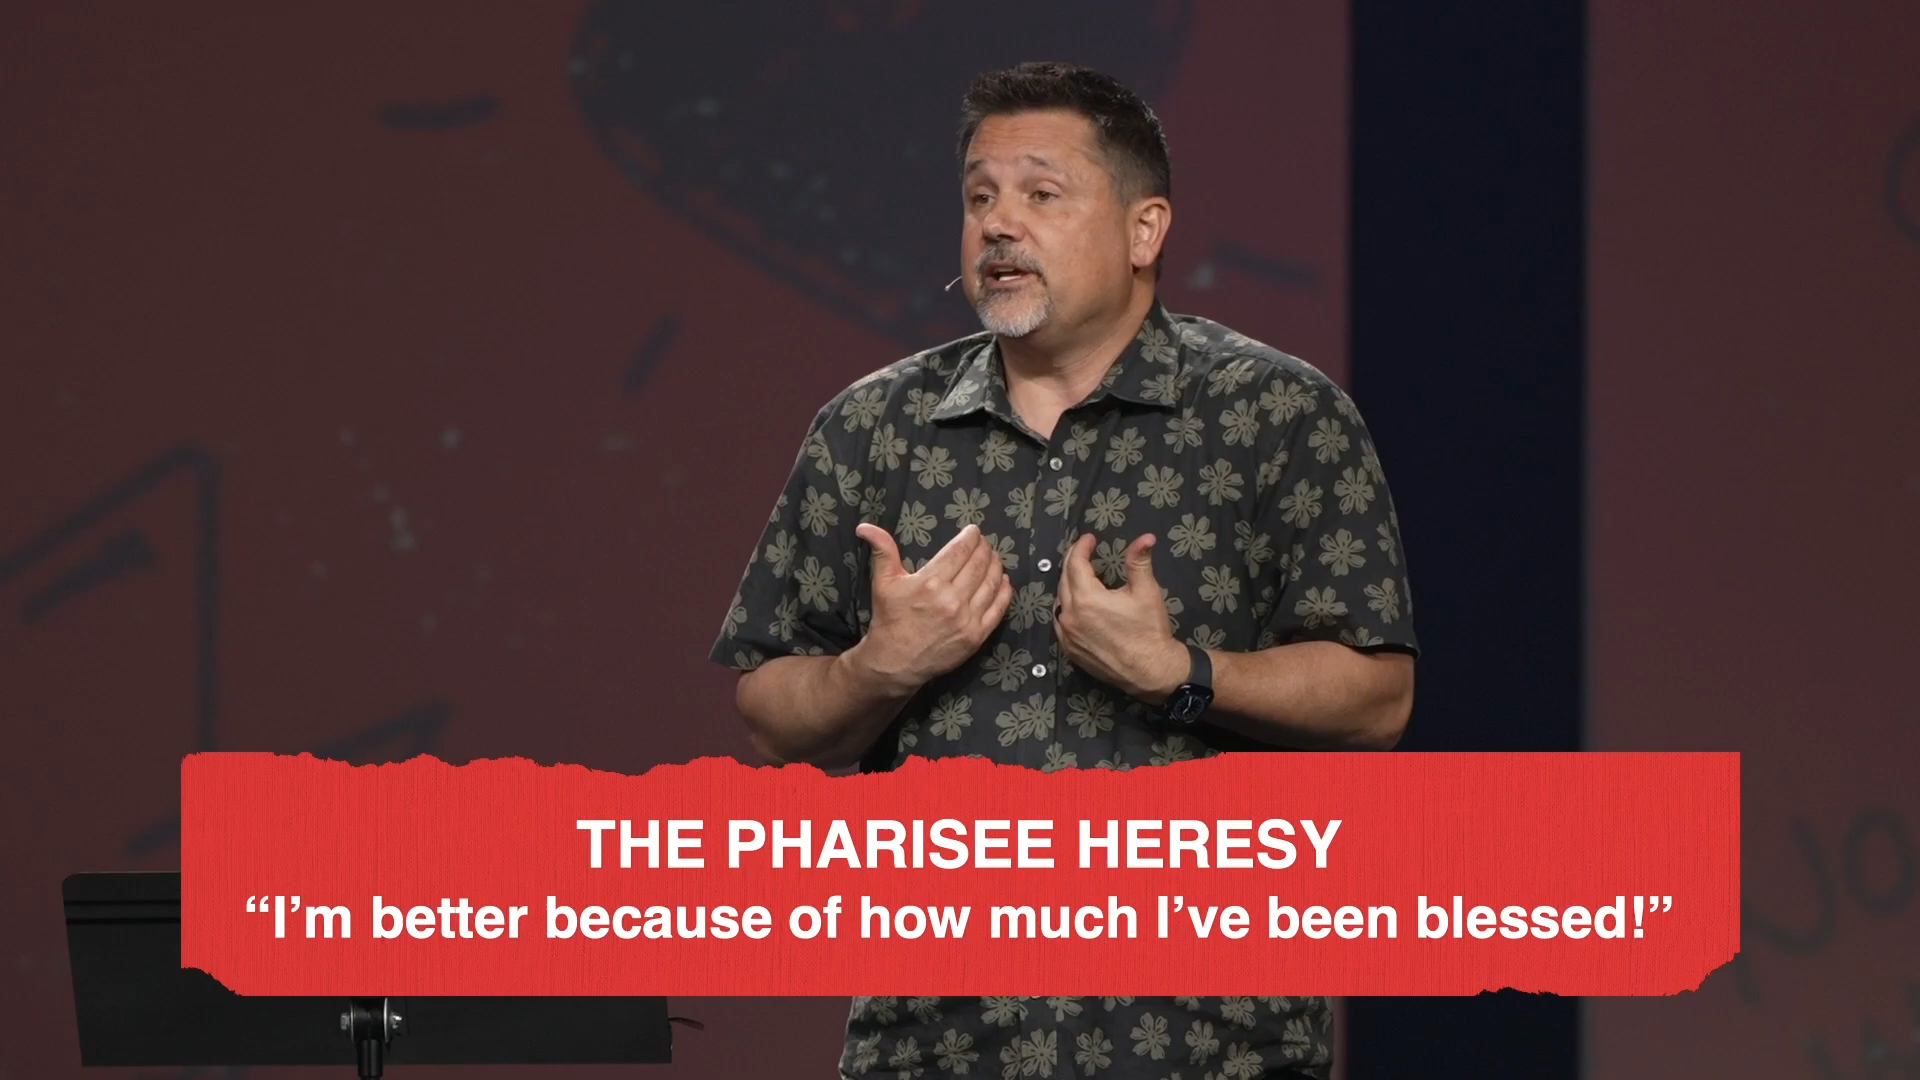 THE PHARISEE HERESY
“I’m better because of how much I’ve been blessed!”